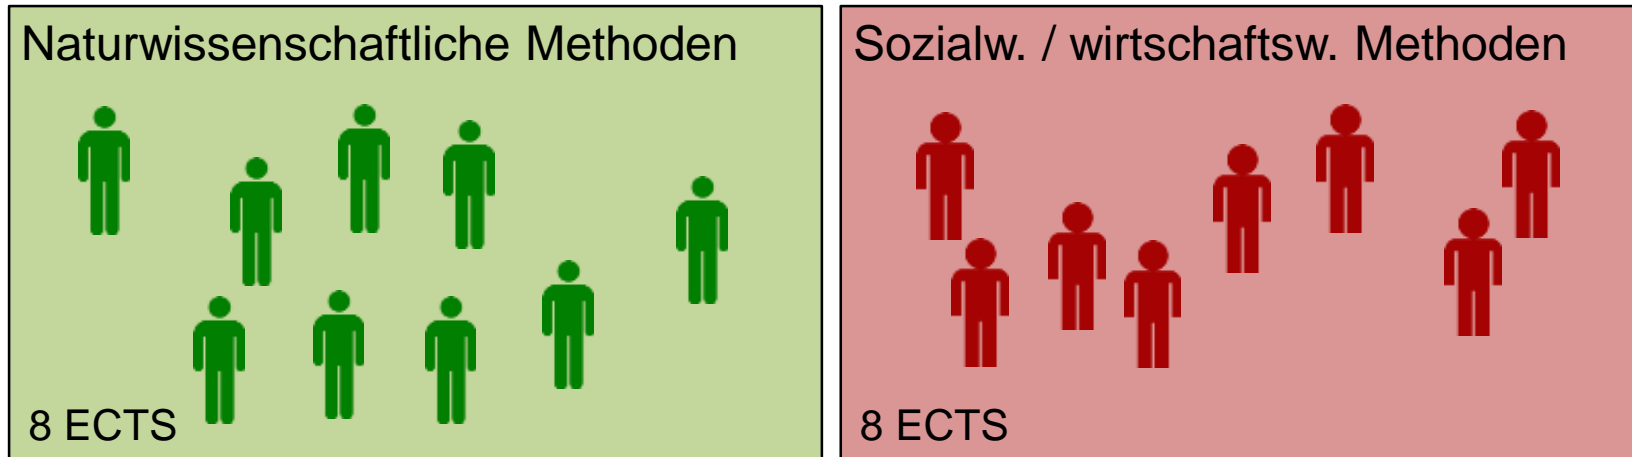 Naturwissenschaftliche Methoden
8 ECTS
Sozialw. / wirtschaftsw. Methoden
8 ECTS